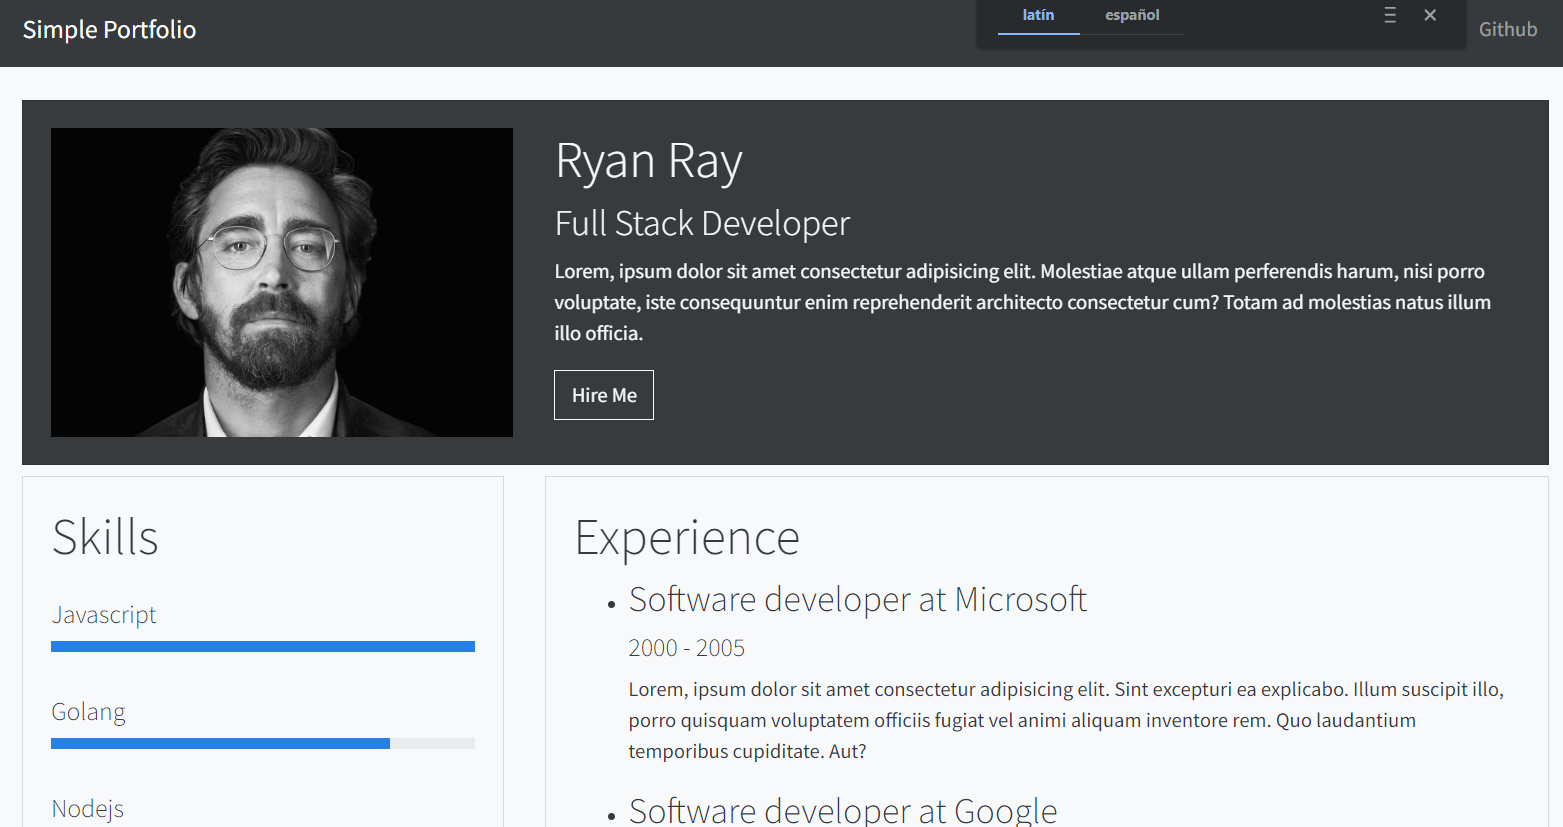 Simple Portfolio
latín español
Github
Ryan Ray
Full Stack Developer
Lorem, ipsum dolor sit amet consectetur adipisicing elit. Molestiae atque ullam perferendis harum, nisi porro
voluptate, iste consequuntur enim reprehenderit architecto consectetur cum? Totam ad molestias natus illum
illo officia.
Hire Me
Skills
Javascript
Golang
Nodejs
Experience
Software developer at Microsoft
2000 - 2005
Lorem, ipsum dolor sit amet consectetur adipisicing elit. Sint excepturi ea explicabo. Illum suscipit illo,
porro quisquam voluptatem officiis fugiat vel animi aliquam inventore rem. Quo laudantium
temporibus cupiditate. Aut?
Software developer at Google